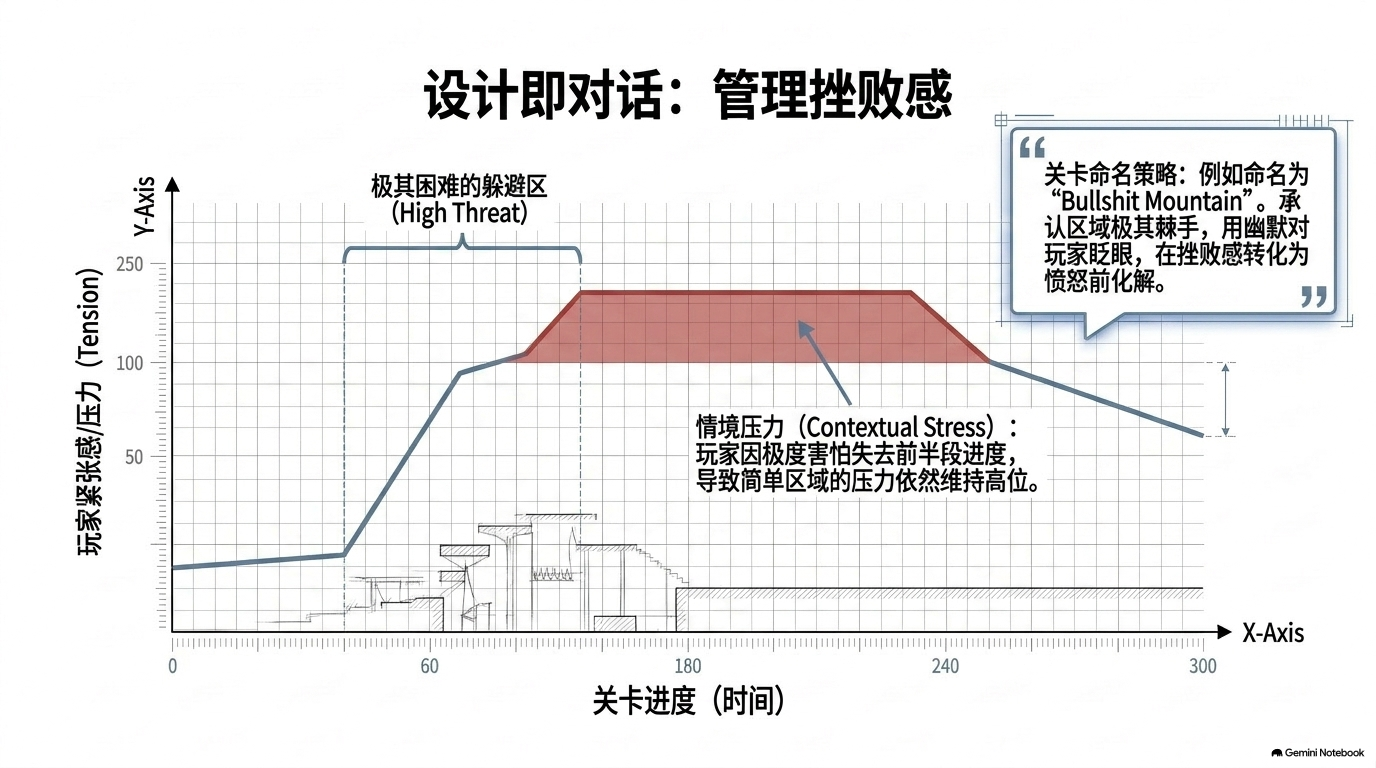 设计即对话：管理挫败感
极其困难的躲避区
（High Threat）
“
关卡命名策略：例如命名为
“Bullshit Mountain”。承
认区域极其棘手，用幽默对
玩家眨眼，在挫败感转化为
愤怒前化解。
”
Y-Axis
玩家紧张感/压力（Tension）
250
100
50
情境压力（Contextual Stress）：
玩家因极度害怕失去前半段进度，
导致简单区域的压力依然维持高位。
X-Axis
0 60 180 240 300
关卡进度（时间）
Gemini Notebook